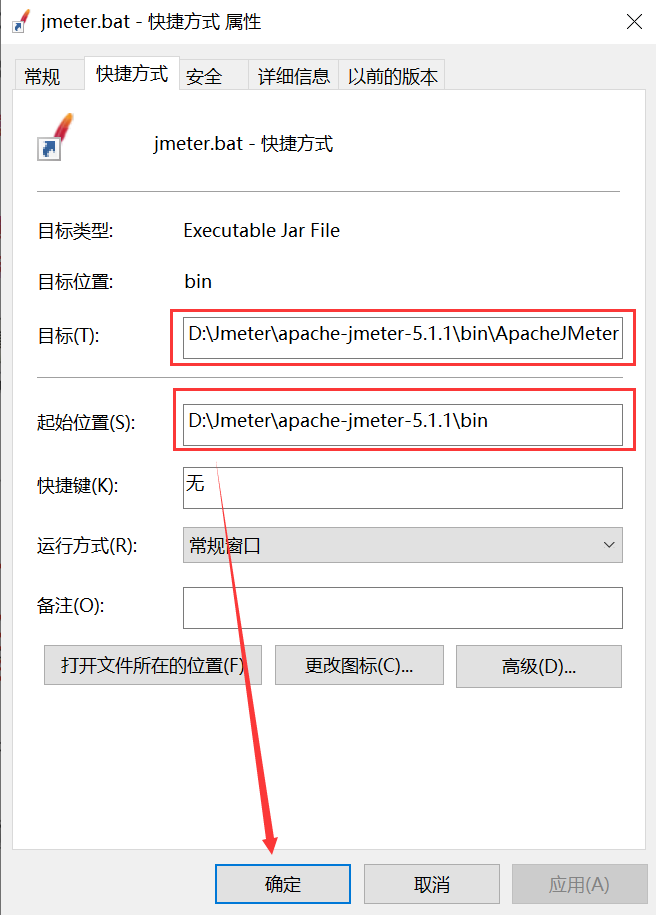 jmeter.bat - 快捷方式 属性
常规 快捷方式 安全 详细信息 以前的版本
jmeter.bat - 快捷方式
目标类型: Executable Jar File
目标位置: bin
目标(T): D:\Jmeter\apache-jmeter-5.1.1\bin\ApacheJMeter
起始位置(S): D:\Jmeter\apache-jmeter-5.1.1\bin
快捷键(K): 无
运行方式(R): 常规窗口
备注(O):
打开文件所在的位置(F) 更改图标(C)... 高级(D)...
确定 取消 应用(A)